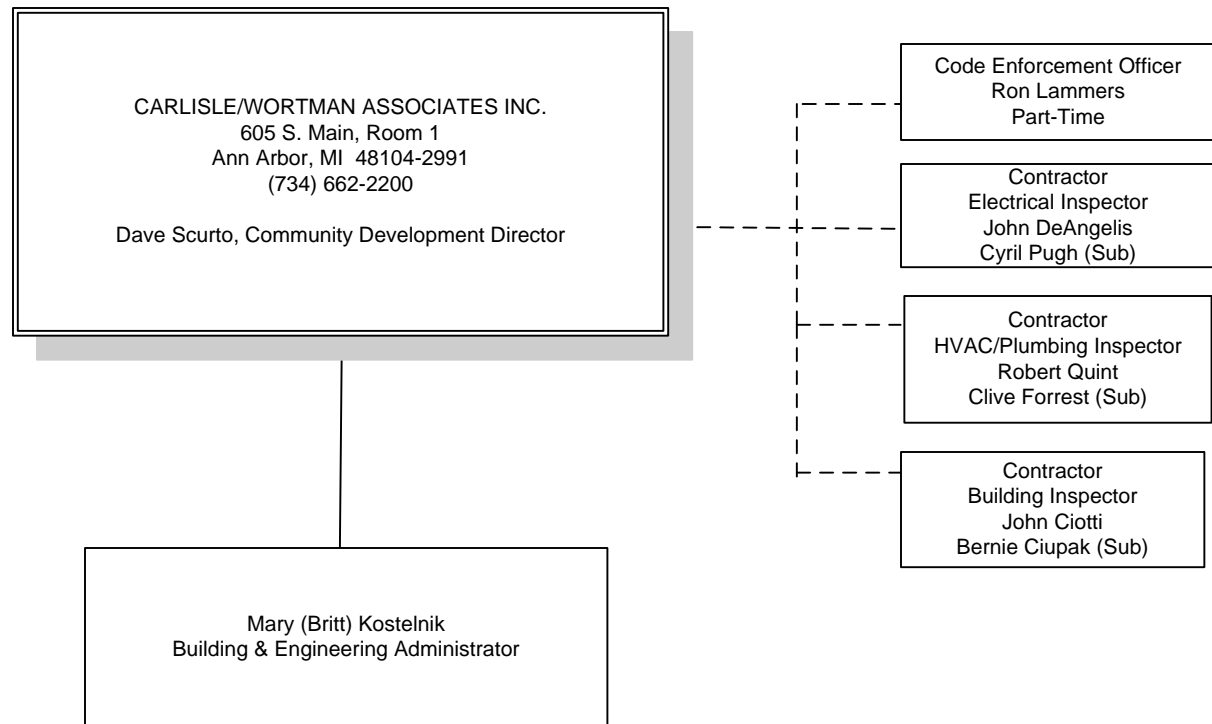 CARLISLE/WORTMAN ASSOCIATES INC.
605 S. Main, Room 1
Ann Arbor, MI  48104-2991
(734) 662-2200
Dave Scurto, Community Development Director
Code Enforcement Officer
Ron Lammers
Part-Time
Contractor
Electrical Inspector
John DeAngelis
Cyril Pugh (Sub)
Contractor
HVAC/Plumbing Inspector
Robert Quint
Clive Forrest (Sub)
Contractor
Building Inspector
John Ciotti
Bernie Ciupak (Sub)
Mary (Britt) Kostelnik
Building & Engineering Administrator